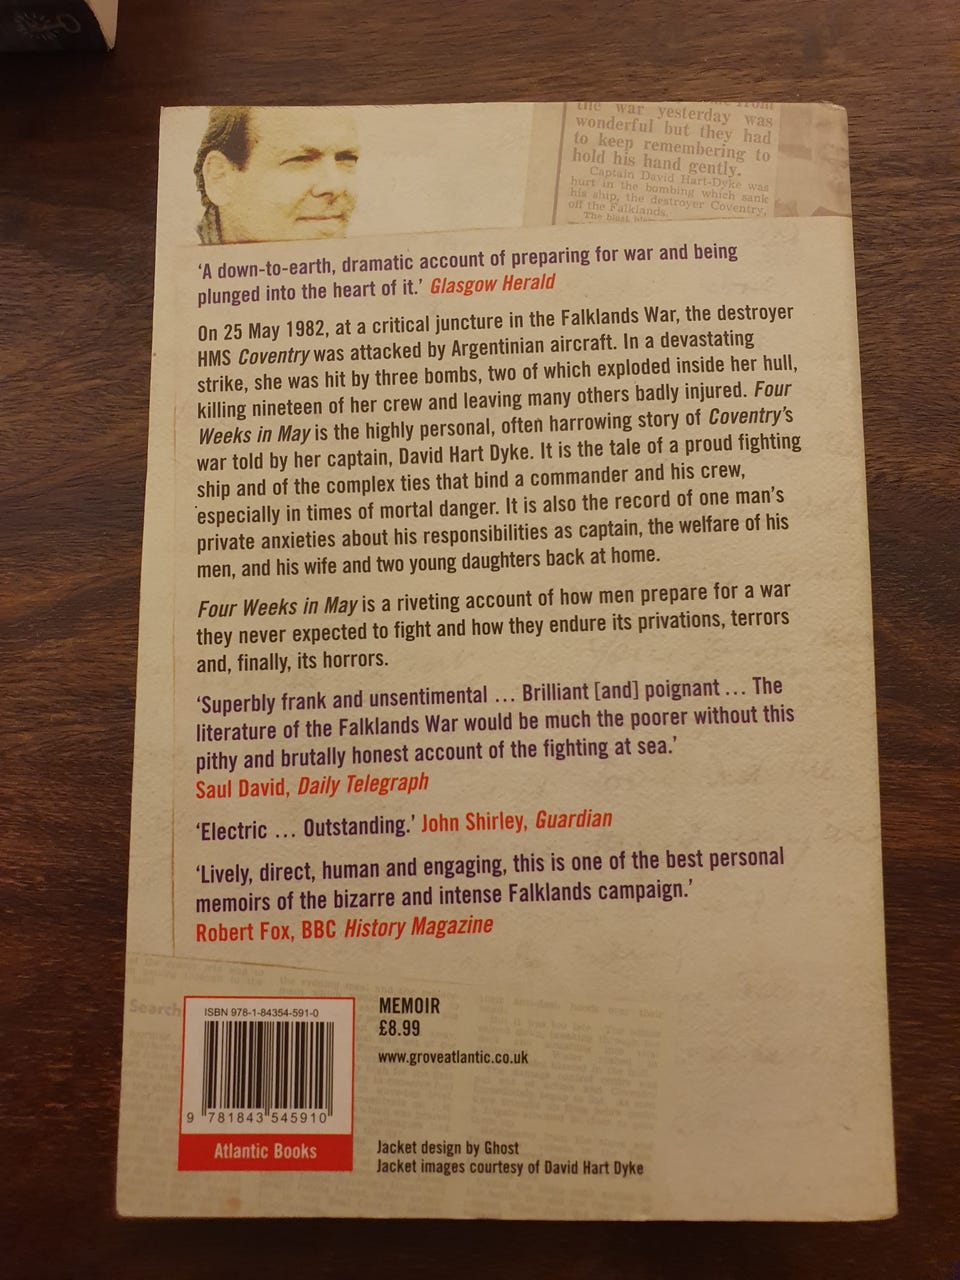 the war yesterday was
wonderful but they had
to keep remembering to
hold his hand gently.
Captain David Hart-Dyke was
hurt in the bombing which sank
his ship, the destroyer Coventry,
off the Falklands.
The blast
‘A down-to-earth, dramatic account of preparing for war and being
plunged into the heart of it.’ Glasgow Herald
On 25 May 1982, at a critical juncture in the Falklands War, the destroyer
HMS Coventry was attacked by Argentinian aircraft. In a devastating
strike, she was hit by three bombs, two of which exploded inside her hull,
killing nineteen of her crew and leaving many others badly injured. Four
Weeks in May is the highly personal, often harrowing story of Coventry’s
war told by her captain, David Hart Dyke. It is the tale of a proud fighting
ship and of the complex ties that bind a commander and his crew,
especially in times of mortal danger. It is also the record of one man’s
private anxieties about his responsibilities as captain, the welfare of his
men, and his wife and two young daughters back at home.
Four Weeks in May is a riveting account of how men prepare for a war
they never expected to fight and how they endure its privations, terrors
and, finally, its horrors.
‘Superbly frank and unsentimental ... Brilliant [and] poignant ... The
literature of the Falklands War would be much the poorer without this
pithy and brutally honest account of the fighting at sea.’
Saul David, Daily Telegraph
‘Electric ... Outstanding.’ John Shirley, Guardian
‘Lively, direct, human and engaging, this is one of the best personal
memoirs of the bizarre and intense Falklands campaign.’
Robert Fox, BBC History Magazine
Search
ISBN 978-1-84354-591-0
9 781843 545910
Atlantic Books
MEMOIR
£8.99
www.groveatlantic.co.uk
Jacket design by Ghost
Jacket images courtesy of David Hart Dyke